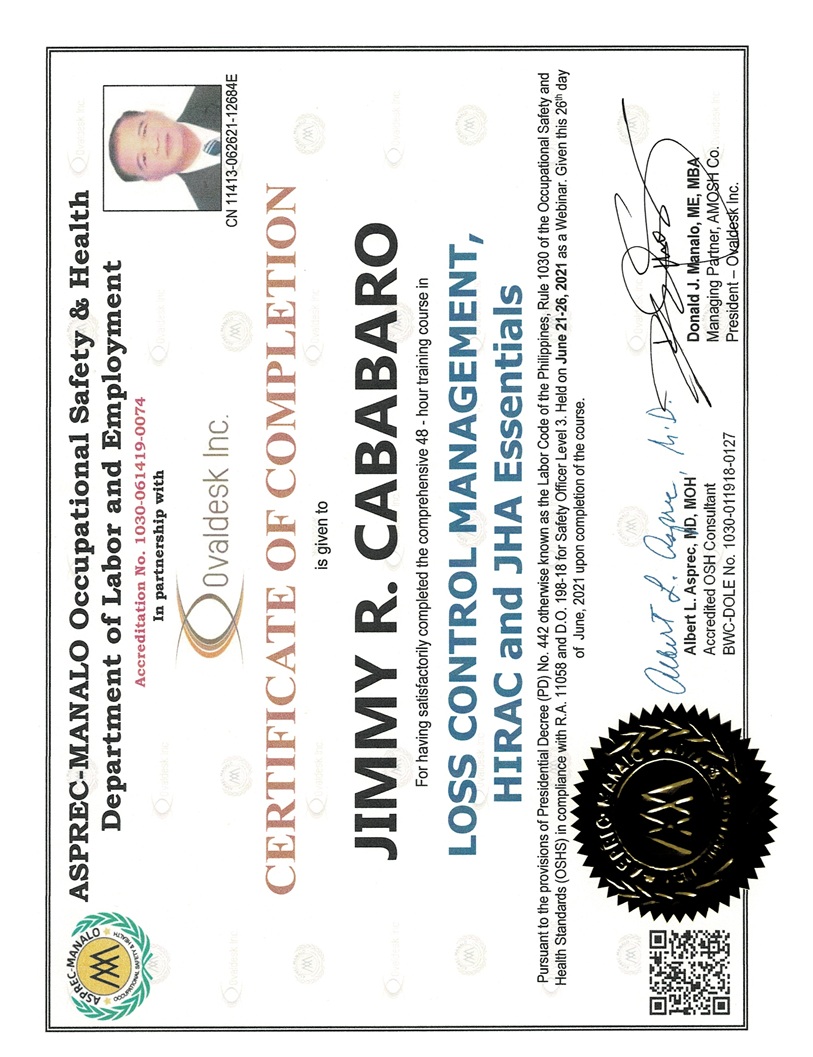 ASPREC-MANALO Occupational Safety & Health
Department of Labor and Employment
Accreditation No. 1030-061419-0074
In partnership with
Ovaldesk Inc.
CN 11413-062621-12684E
ASPREC-MANALO
OCCUPATIONAL SAFETY & HEALTH
CERTIFICATE OF COMPLETION
is given to
JIMMY R. CABABARO
For having satisfactorily completed the comprehensive 48 - hour training course in
LOSS CONTROL MANAGEMENT,
HIRAC and JHA Essentials
Pursuant to the provisions of Presidential Decree (PD) No. 442 otherwise known as the Labor Code of the Philippines, Rule 1030 of the Occupational Safety and
Health Standards (OSHS) in compliance with R.A. 11058 and D.O. 198-18 for Safety Officer Level 3. Held on June 21-26, 2021 as a Webinar. Given this 26th day
of June, 2021 upon completion of the course.
Albert L. Asprec, M.D.
Albert L. Asprec, MD, MOH
Accredited OSH Consultant
BWC-DOLE No. 1030-011918-0127
Donald J. Manalo, ME, MBA
Managing Partner, AMOSH Co.
President – Ovaldesk Inc.